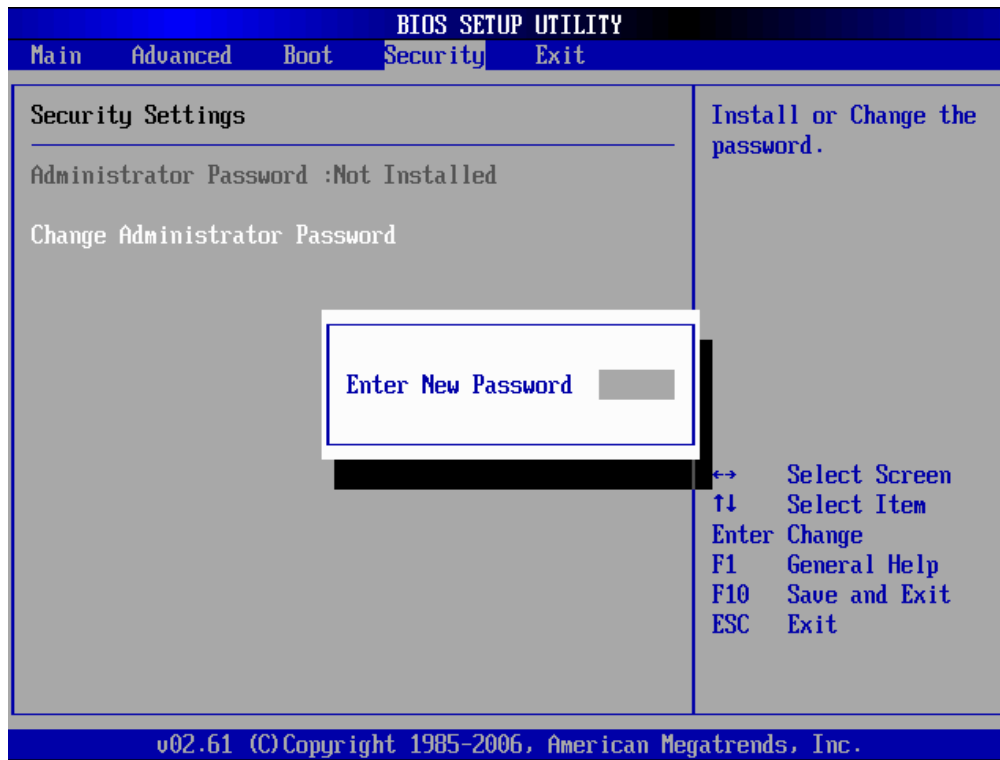 BIOS SETUP UTILITY
Main Advanced Boot Security Exit
Security Settings
Administrator Password :Not Installed
Change Administrator Password
Enter New Password
Install or Change the
password.
←→ Select Screen
↑↓ Select Item
Enter Change
F1 General Help
F10 Save and Exit
ESC Exit
v02.61 (C)Copyright 1985-2006, American Megatrends, Inc.